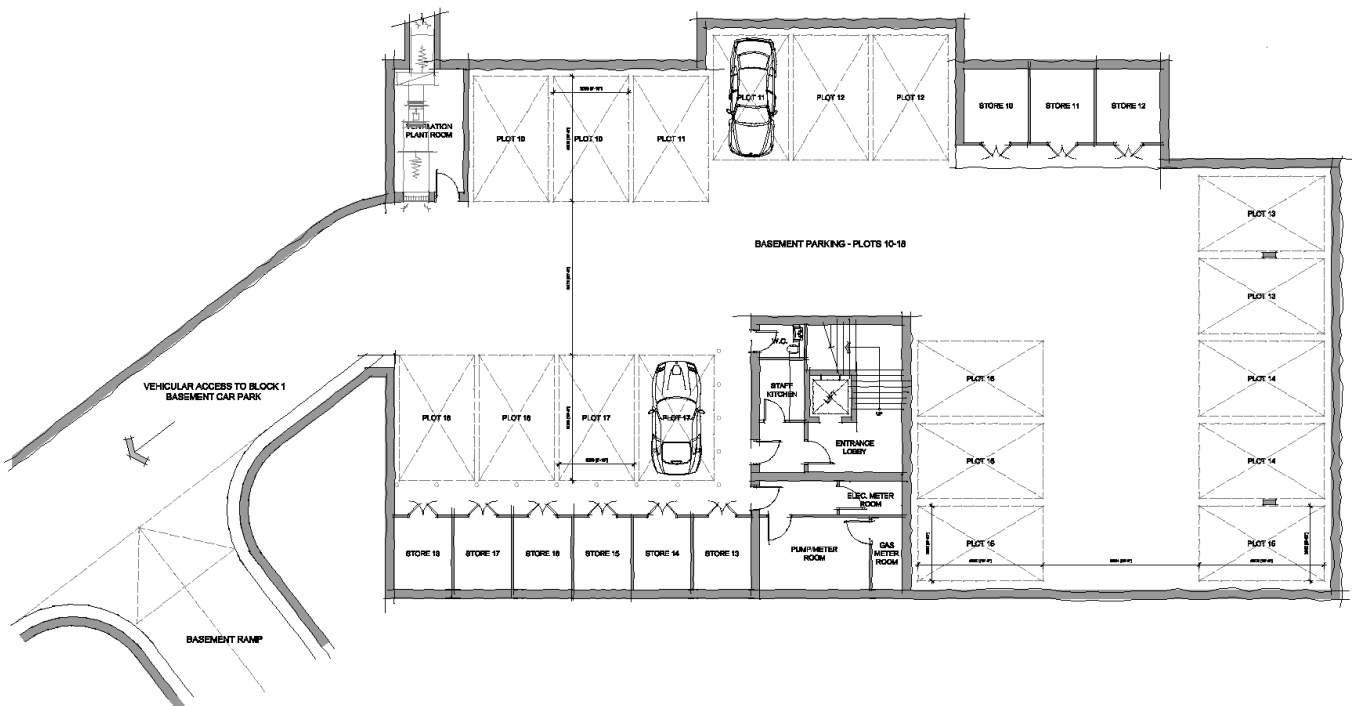 VENTILATION
PLANT ROOM
PLOT 10
PLOT 10
PLOT 11
PLOT 11
PLOT 12
PLOT 12
STORE 10
STORE 11
STORE 12
BASEMENT PARKING - PLOTS 10-18
PLOT 13
PLOT 13
PLOT 14
PLOT 14
PLOT 15
VEHICULAR ACCESS TO BLOCK 1
BASEMENT CAR PARK
PLOT 18
PLOT 18
PLOT 17
PLOT 17
W.C.
STAFF
KITCHEN
LIFT
UP
ENTRANCE
LOBBY
PLOT 16
PLOT 16
PLOT 15
ELEC. METER
ROOM
STORE 18
STORE 17
STORE 16
STORE 15
STORE 14
STORE 13
PUMP/METER
ROOM
GAS
METER
ROOM
BASEMENT RAMP